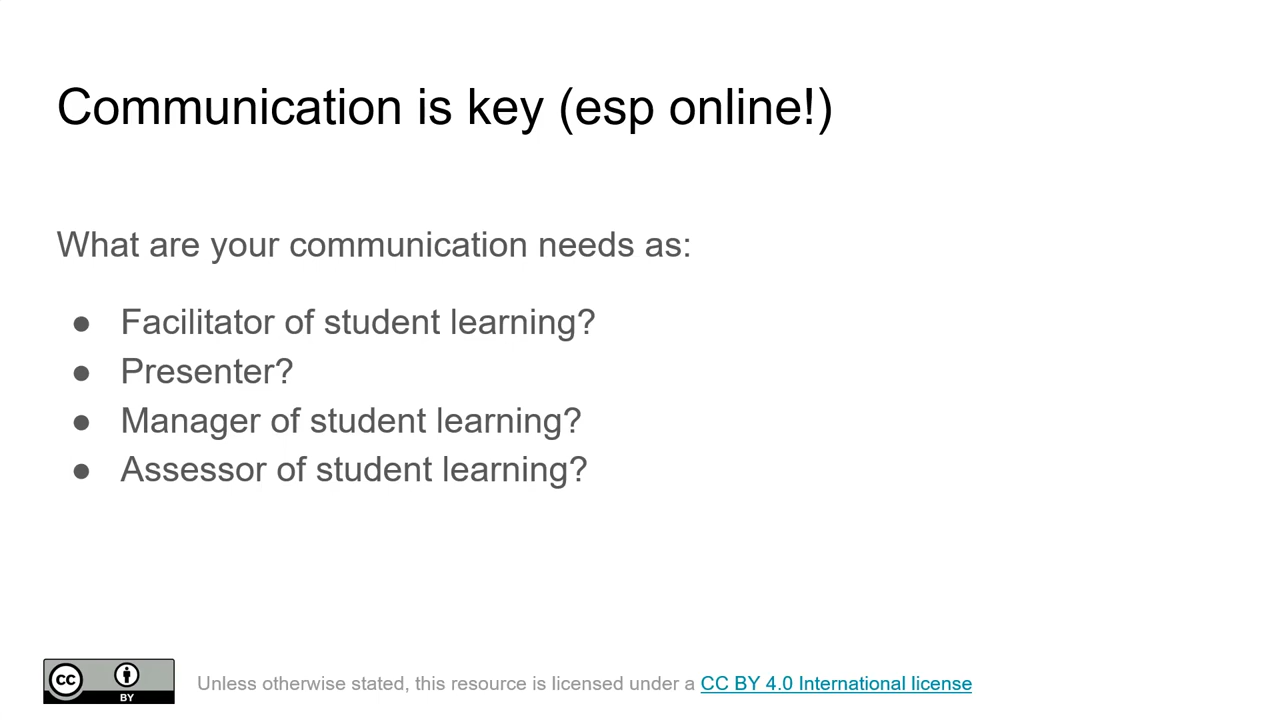 Communication is key (esp online!)
What are your communication needs as:
● Facilitator of student learning?
● Presenter?
● Manager of student learning?
● Assessor of student learning?
cc
BY
Unless otherwise stated, this resource is licensed under a CC BY 4.0 International license